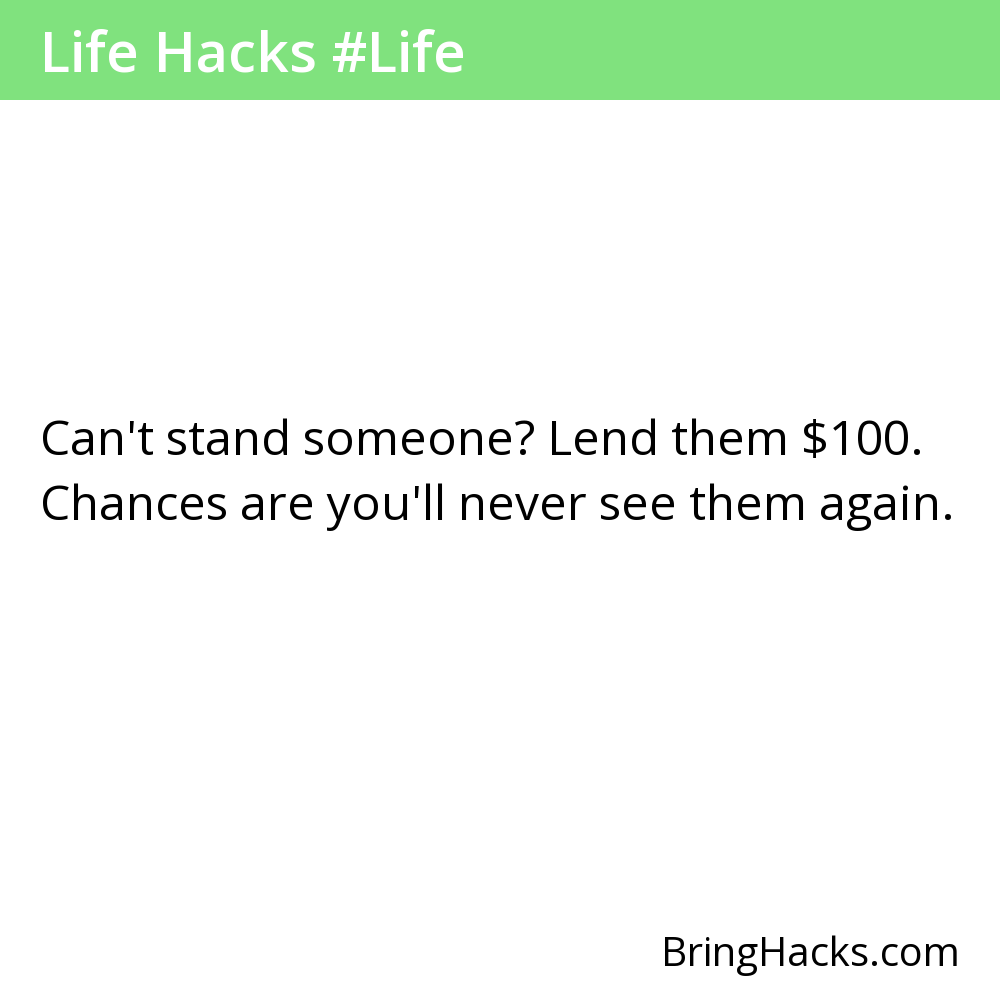 Life Hacks #Life
Can't stand someone? Lend them $100.
Chances are you'll never see them again.
BringHacks.com